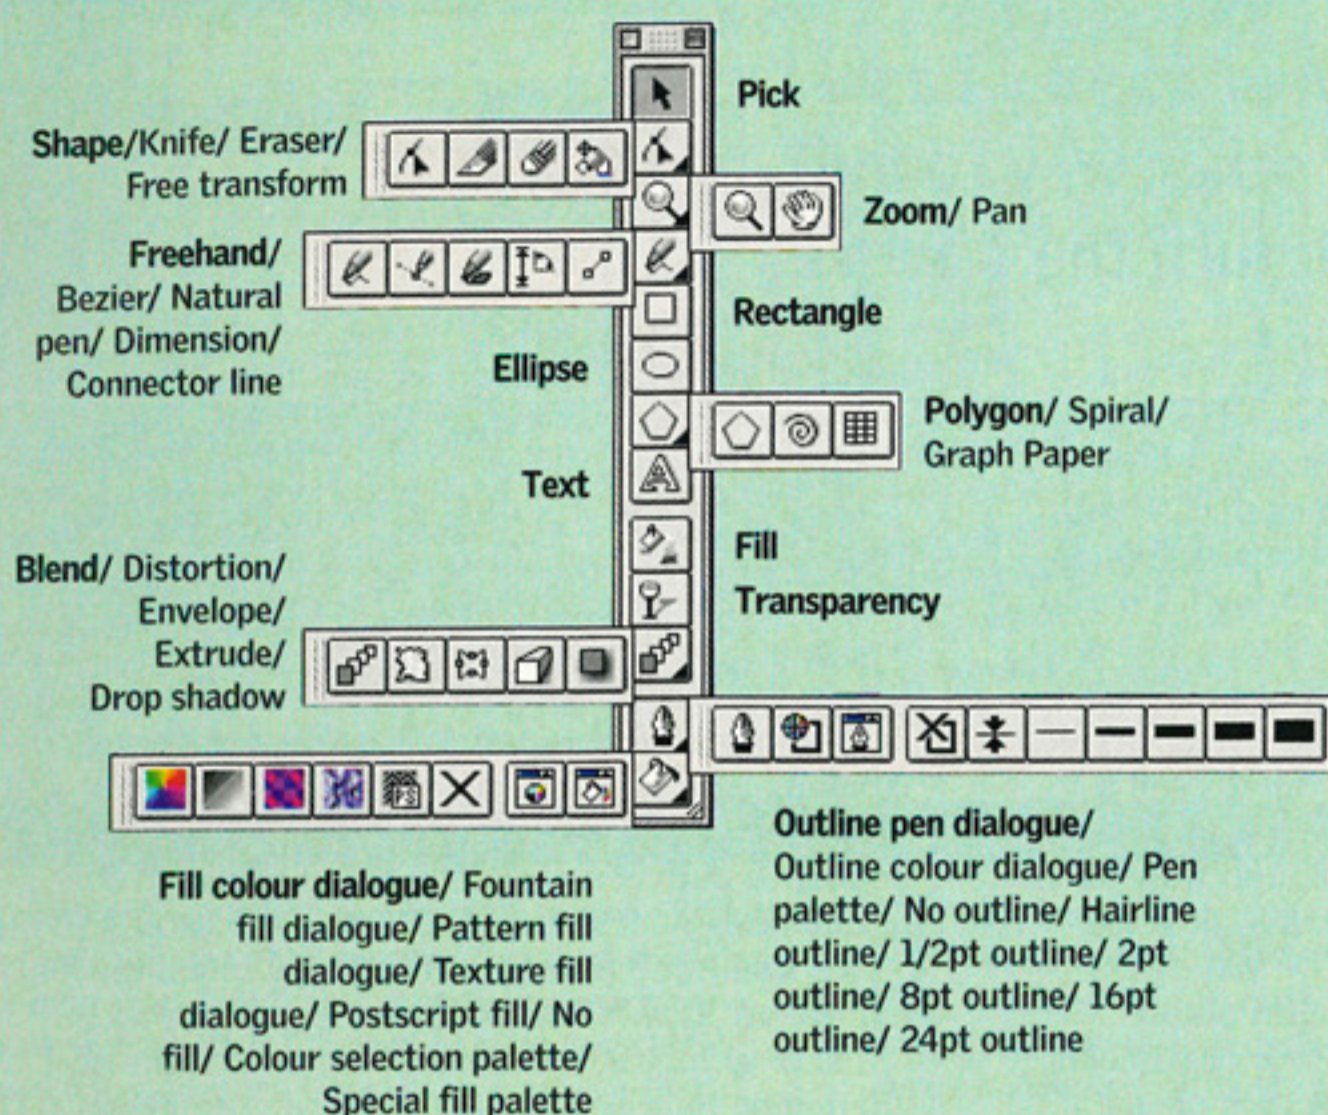 Pick
Shape/Knife/ Eraser/
Free transform
Zoom/ Pan
Freehand/
Bezier/ Natural
pen/ Dimension/
Connector line
Rectangle
Ellipse
Polygon/ Spiral/
Graph Paper
Text
Fill
Transparency
Blend/ Distortion/
Envelope/
Extrude/
Drop shadow
PS
Outline pen dialogue/
Outline colour dialogue/ Pen
palette/ No outline/ Hairline
outline/ 1/2pt outline/ 2pt
outline/ 8pt outline/ 16pt
outline/ 24pt outline
Fill colour dialogue/ Fountain
fill dialogue/ Pattern fill
dialogue/ Texture fill
dialogue/ Postscript fill/ No
fill/ Colour selection palette/
Special fill palette